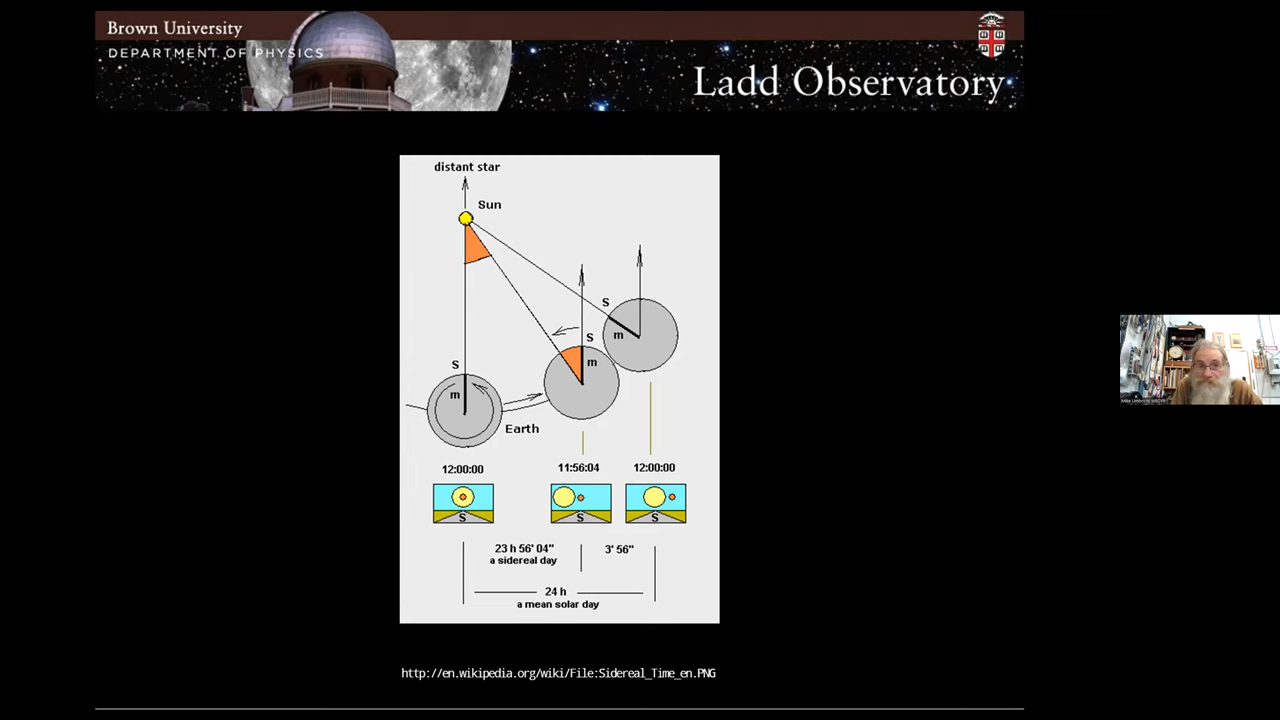 Brown University
DEPARTMENT OF PHYSICS
Ladd Observatory
distant star
Sun
S
S
m
S
m
S
m
Earth
12:00:00
11:56:04
12:00:00
S
S
S
23 h 56' 04"
a sidereal day
3' 56"
24 h
a mean solar day
http://en.wikipedia.org/wiki/File:Sidereal_Time_en.PNG